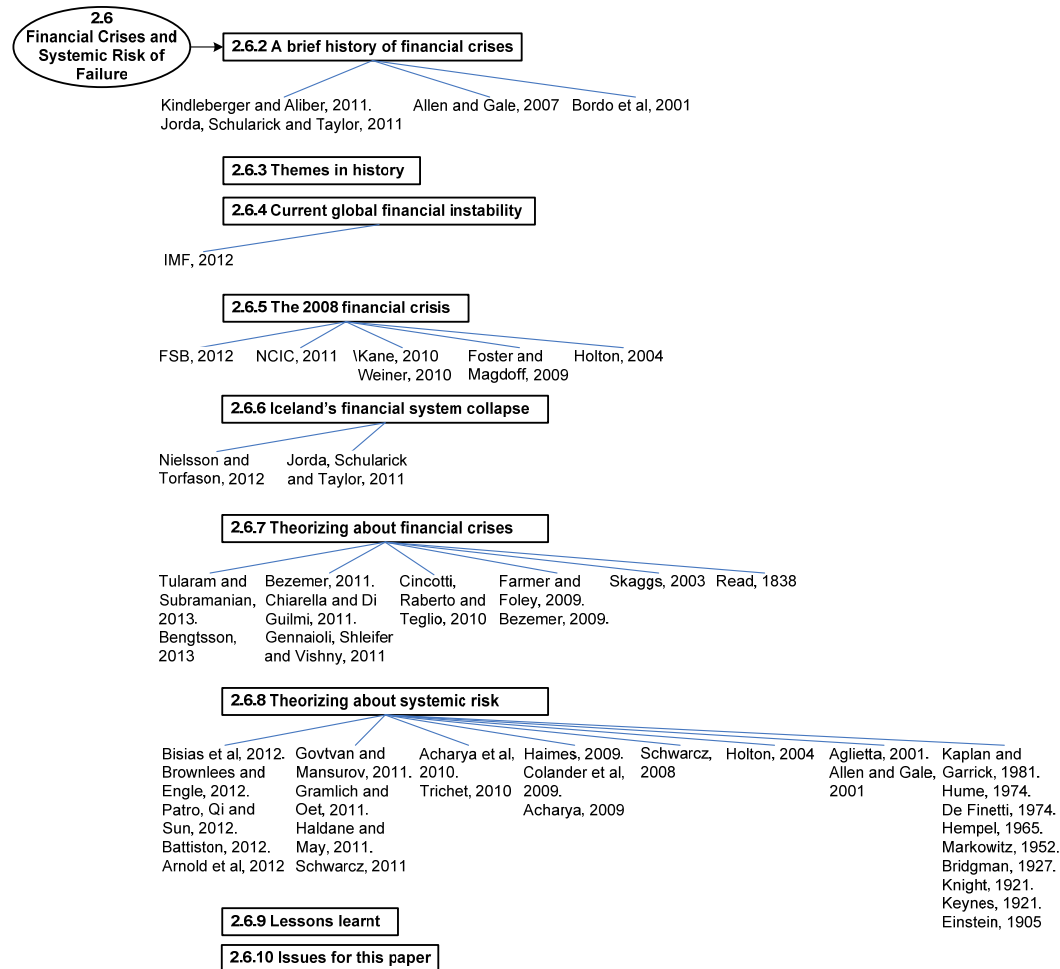 2.6
Financial Crises and
Systemic Risk of
Failure
2.6.2 A brief history of financial crises
Kindleberger and Aliber, 2011.
Jorda, Schularick and Taylor, 2011
Allen and Gale, 2007
Bordo et al, 2001
2.6.3 Themes in history
2.6.4 Current global financial instability
IMF, 2012
2.6.5 The 2008 financial crisis
FSB, 2012
NCIC, 2011
\Kane, 2010
Weiner, 2010
Foster and
Magdoff, 2009
Holton, 2004
2.6.6 Iceland’s financial system collapse
Nielsson and
Torfason, 2012
Jorda, Schularick
and Taylor, 2011
2.6.7 Theorizing about financial crises
Tularam and
Subramanian,
2013.
Bengtsson,
2013
Bezemer, 2011.
Chiarella and Di
Guilmi, 2011.
Gennaioli, Shleifer
and Vishny, 2011
Cincotti,
Raberto and
Teglio, 2010
Farmer and
Foley, 2009.
Bezemer, 2009.
Skaggs, 2003
Read, 1838
2.6.8 Theorizing about systemic risk
Bisias et al, 2012.
Brownlees and
Engle, 2012.
Patro, Qi and
Sun, 2012.
Battiston, 2012.
Arnold et al, 2012
Govtvan and
Mansurov, 2011.
Gramlich and
Oet, 2011.
Haldane and
May, 2011.
Schwarcz, 2011
Acharya et al,
2010.
Trichet, 2010
Haimes, 2009.
Colander et al,
2009.
Acharya, 2009
Schwarcz,
2008
Holton, 2004
Aglietta, 2001.
Allen and Gale,
2001
Kaplan and
Garrick, 1981.
Hume, 1974.
De Finetti, 1974.
Hempel, 1965.
Markowitz, 1952.
Bridgman, 1927.
Knight, 1921.
Keynes, 1921.
Einstein, 1905
2.6.9 Lessons learnt
2.6.10 Issues for this paper